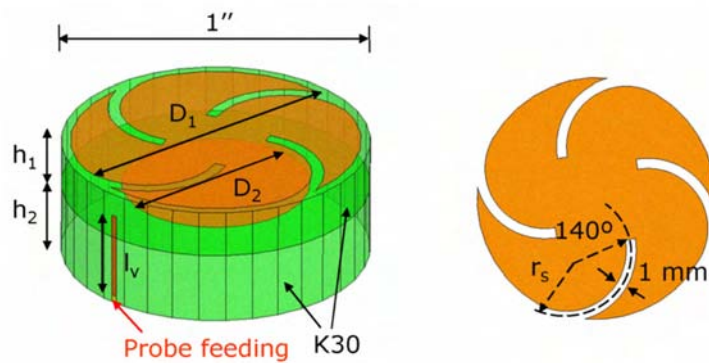 1″
D₁
h₁
D₂
h₂
lᵥ
Probe feeding
K30
140º
rₛ
1 mm